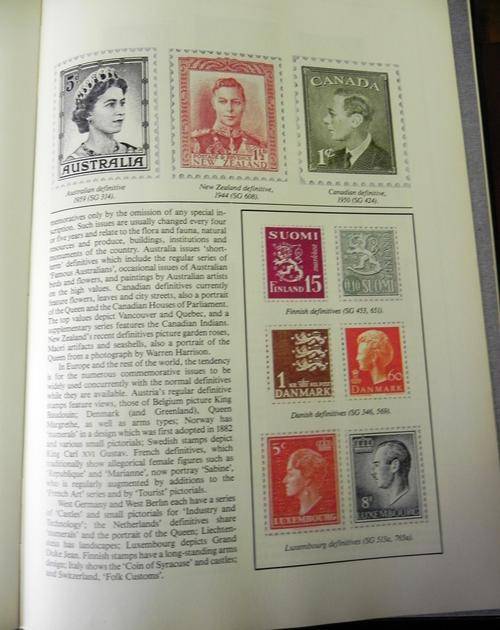 5D
AUSTRALIA
NEW ZEALAND 1½D
CANADA
1¢
Australian definitive
1959 (SG 314).
New Zealand definitive,
1944 (SG 608).
Canadian definitive,
1950 (SG 424).
memoratives only by the omission of any special in-
scription. Such issues are usually changed every four
or five years and relate to the flora and fauna, natural
resources and produce, buildings, institutions and
monuments of the country. Australia issues 'short-
term' definitives which include the regular series of
'Famous Australians', occasional issues of Australian
birds and flowers, and paintings by Australian artists
on the high values. Canadian definitives currently
feature flowers, leaves and city streets, also a portrait
of the Queen and the Canadian Houses of Parliament.
The top values depict Vancouver and Quebec, and a
supplementary series features the Canadian Indians.
New Zealand's recent definitives picture garden roses,
Maori artifacts and seashells, also a portrait of the
Queen from a photograph by Warren Harrison.
In Europe and the rest of the world, the tendency
is for the numerous commemorative issues to be
widely used concurrently with the normal definitives
while they are available. Austria's regular definitive
stamps feature views, those of Belgium picture King
Baudouin; Denmark (and Greenland), Queen
Margrethe, as well as arms types; Norway has
'numerals' in a design which was first adopted in 1882
and various small pictorials; Swedish stamps depict
King Carl XVI Gustav. French definitives, which
traditionally show allegorical female figures such as
'Republique' and 'Marianne', now portray 'Sabine',
who is regularly augmented by additions to the
'French Art' series and by 'Tourist' pictorials.
West Germany and West Berlin each have a series
of 'Castles' and small pictorials for 'Industry and
Technology'; the Netherlands' definitives share
'numerals' and the portrait of the Queen; Liechten-
stein has landscapes; Luxembourg depicts Grand
Duke Jean. Finnish stamps have a long-standing arms
design; Italy shows the 'Coin of Syracuse' and castles;
and Switzerland, 'Folk Customs'.
SUOMI
markkaa
FINLAND 15
0,10 SUOMI
Finnish definitives (SG 453, 651).
1
DANMARK
60
DANMARK
Danish definitives (SG 346, 569).
5c
LUXEMBOURG
8F
LUXEMBOURG
Luxembourg definitives (SG 515a, 765a).